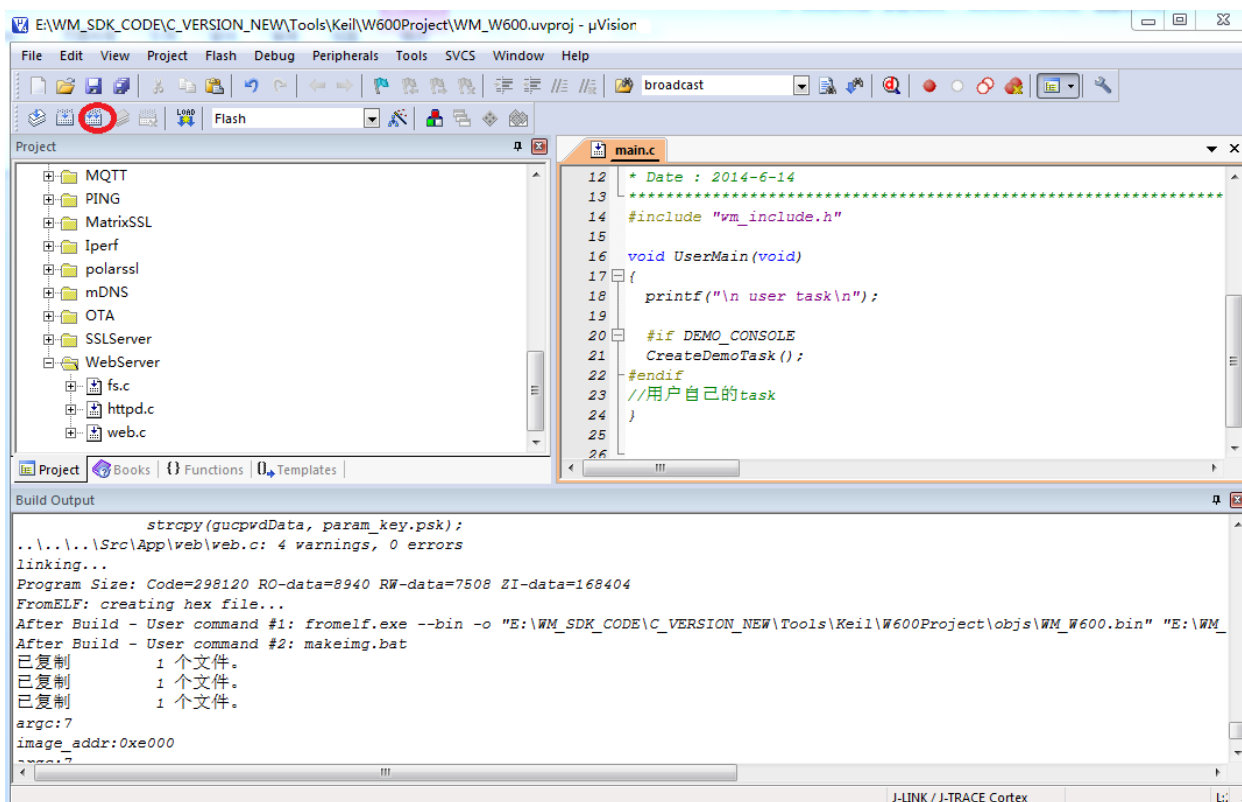 E:\WM_SDK_CODE\C_VERSION_NEW\Tools\Keil\W600Project\WM_W600.uvproj - µVision
File Edit View Project Flash Debug Peripherals Tools SVCS Window Help
broadcast
LOAD Flash
Project
main.c
MQTT
PING
MatrixSSL
Iperf
polarssl
mDNS
OTA
SSLServer
WebServer
fs.c
httpd.c
web.c
12 * Date : 2014-6-14
13 ****************************************************************
14 #include "wm_include.h"
15
16 void UserMain(void)
17 {
18 printf("\n user task\n");
19
20 #if DEMO_CONSOLE
21 CreateDemoTask();
22 #endif
23 //用户自己的task
24 }
25
26
Project Books {} Functions 0 Templates
Build Output
strcpy(gucpwdData, param_key.psk);
..\..\..\Src\App\web\web.c: 4 warnings, 0 errors
linking...
Program Size: Code=298120 RO-data=8940 RW-data=7508 ZI-data=168404
FromELF: creating hex file...
After Build - User command #1: fromelf.exe --bin -o "E:\WM_SDK_CODE\C_VERSION_NEW\Tools\Keil\W600Project\objs\WM_W600.bin" "E:\WM_
After Build - User command #2: makeimg.bat
已复制 1 个文件。
已复制 1 个文件。
已复制 1 个文件。
argc:7
image_addr:0xe000
argc:7
J-LINK / J-TRACE Cortex